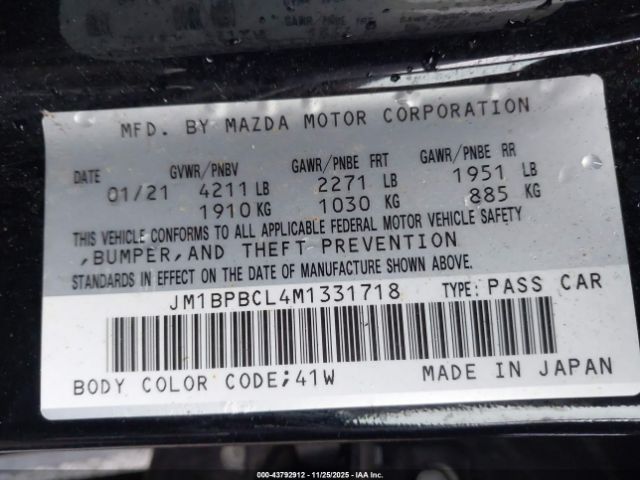 MFD. BY MAZDA MOTOR CORPORATION
DATE GVWR/PNBV GAWR/PNBE FRT GAWR/PNBE RR
01/21 4211 LB 2271 LB 1951 LB
1910 KG 1030 KG 885 KG
THIS VEHICLE CONFORMS TO ALL APPLICABLE FEDERAL MOTOR VEHICLE SAFETY
,BUMPER,AND THEFT PREVENTION
STANDARDS IN EFFECT ON THE DATE OF MANUFACTURE SHOWN ABOVE.
JM1BPBCL4M1331718 TYPE: PASS CAR
BODY COLOR CODE;41W MADE IN JAPAN
000-43792912 - 11/25/2025 - IAAI.COM